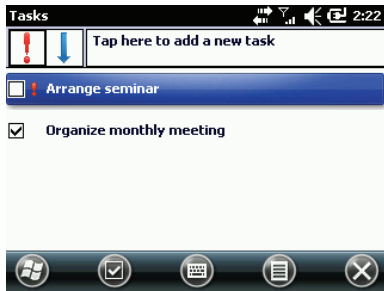 Tasks 2:22
Tap here to add a new task
Arrange seminar
Organize monthly meeting